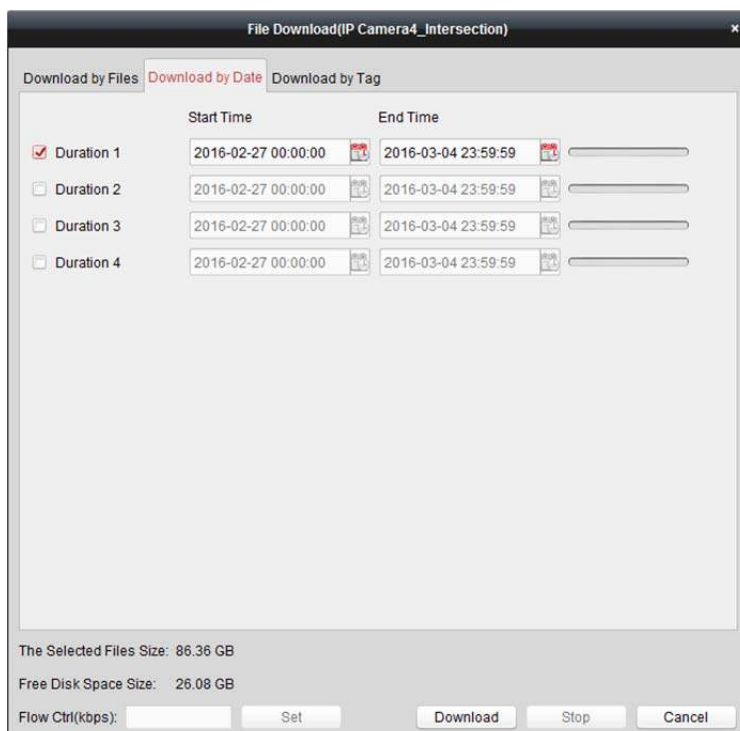 File Download(IP Camera4_Intersection)
Download by Files Download by Date Download by Tag
Start Time End Time
Duration 1 2016-02-27 00:00:00 2016-03-04 23:59:59
Duration 2 2016-02-27 00:00:00 2016-03-04 23:59:59
Duration 3 2016-02-27 00:00:00 2016-03-04 23:59:59
Duration 4 2016-02-27 00:00:00 2016-03-04 23:59:59
The Selected Files Size: 86.36 GB
Free Disk Space Size: 26.08 GB
Flow Ctrl(kbps): Set Download Stop Cancel